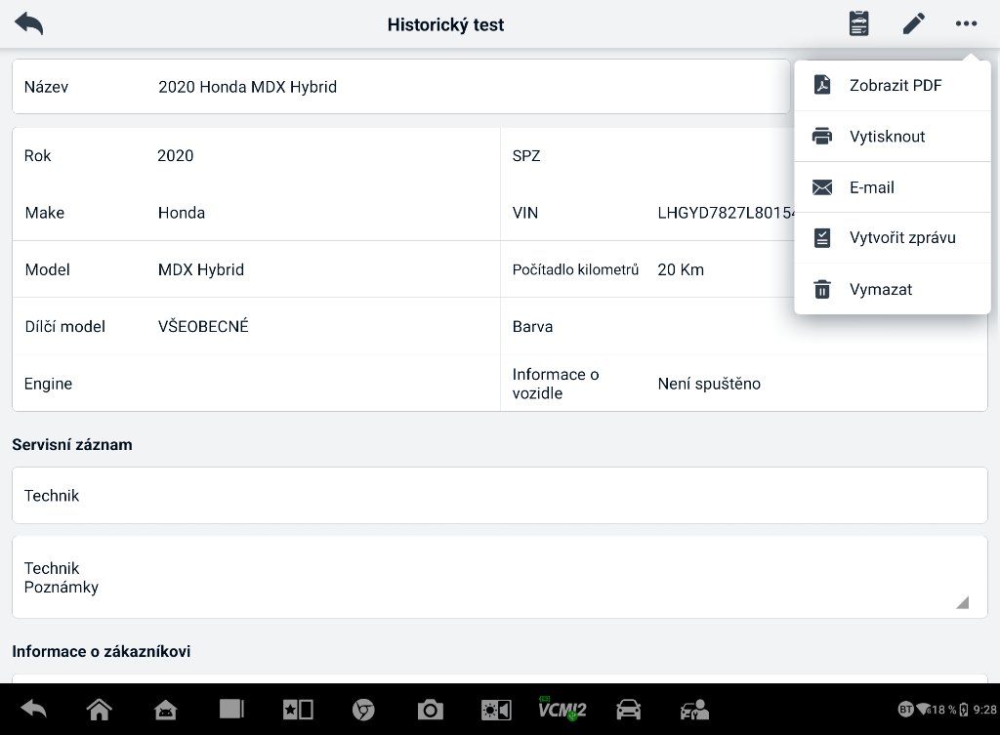 Historický test
Název 2020 Honda MDX Hybrid
Zobrazit PDF
Vytisknout
E-mail
Vytvořit zprávu
Vymazat
Rok 2020 SPZ
Make Honda VIN LHGYD7827L80154
Model MDX Hybrid Počítadlo kilometrů 20 Km
Dílčí model VŠEOBECNÉ Barva
Engine Informace o
vozidle Není spuštěno
Servisní záznam
Technik
Technik
Poznámky
Informace o zákazníkovi
VCMI2 BT 18 % 9:28